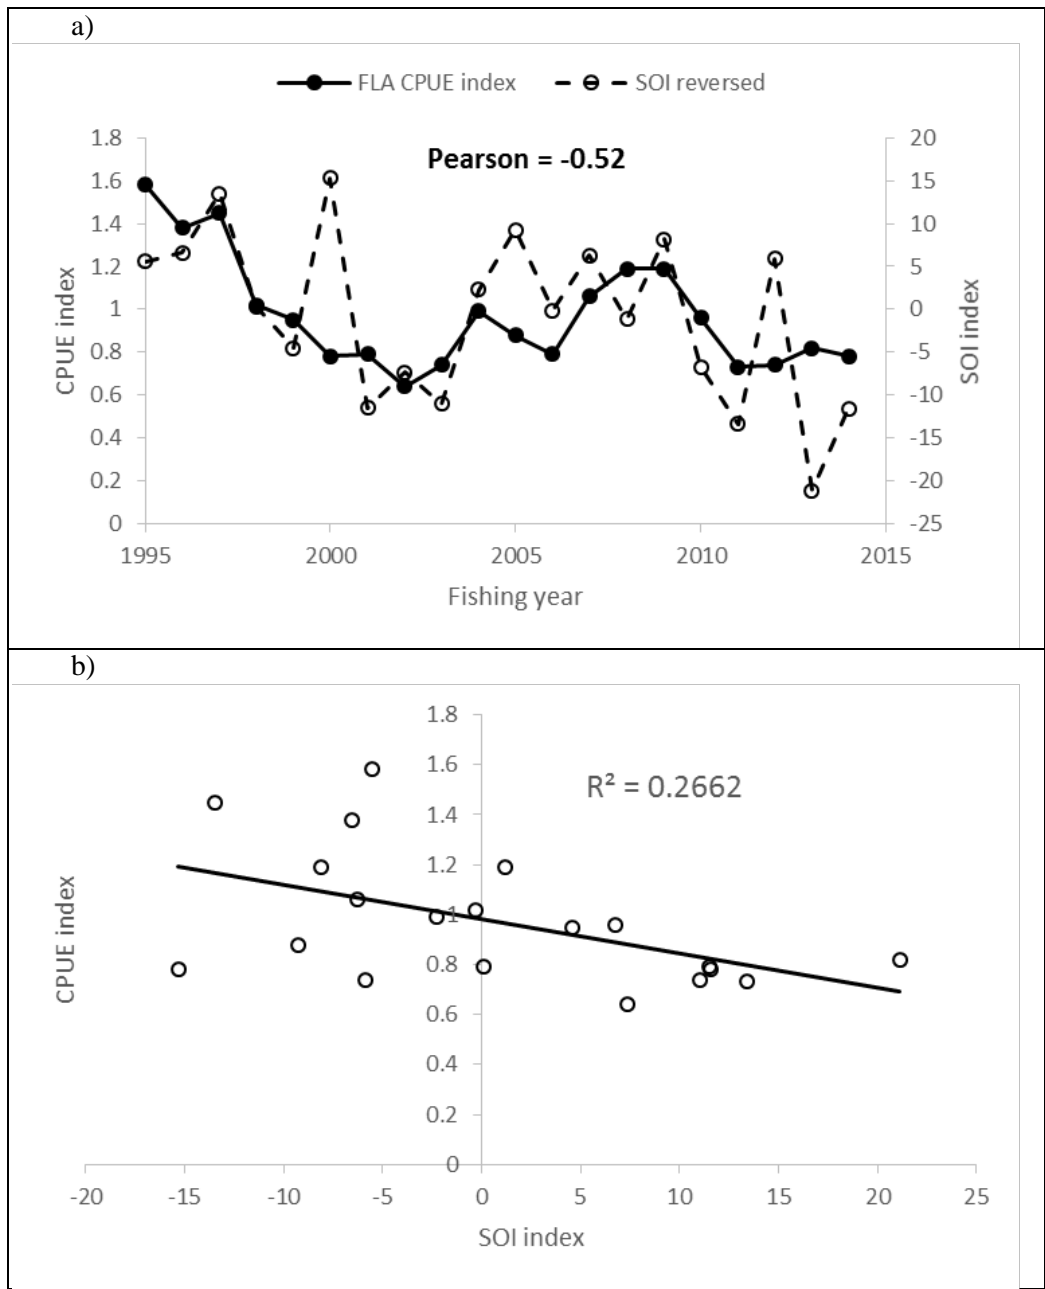 a)
FLA CPUE index SOI reversed
Pearson = -0.52
1.8 20
1.6 15
1.4 10
1.2 5
1 0
0.8 -5
0.6 -10
0.4 -15
0.2 -20
0 -25
CPUE index
SOI index
1995 2000 2005 2010 2015
Fishing year
b)
R² = 0.2662
1.8
1.6
1.4
1.2
1
0.8
0.6
0.4
0.2
0
CPUE index
-20 -15 -10 -5 0 5 10 15 20 25
SOI index